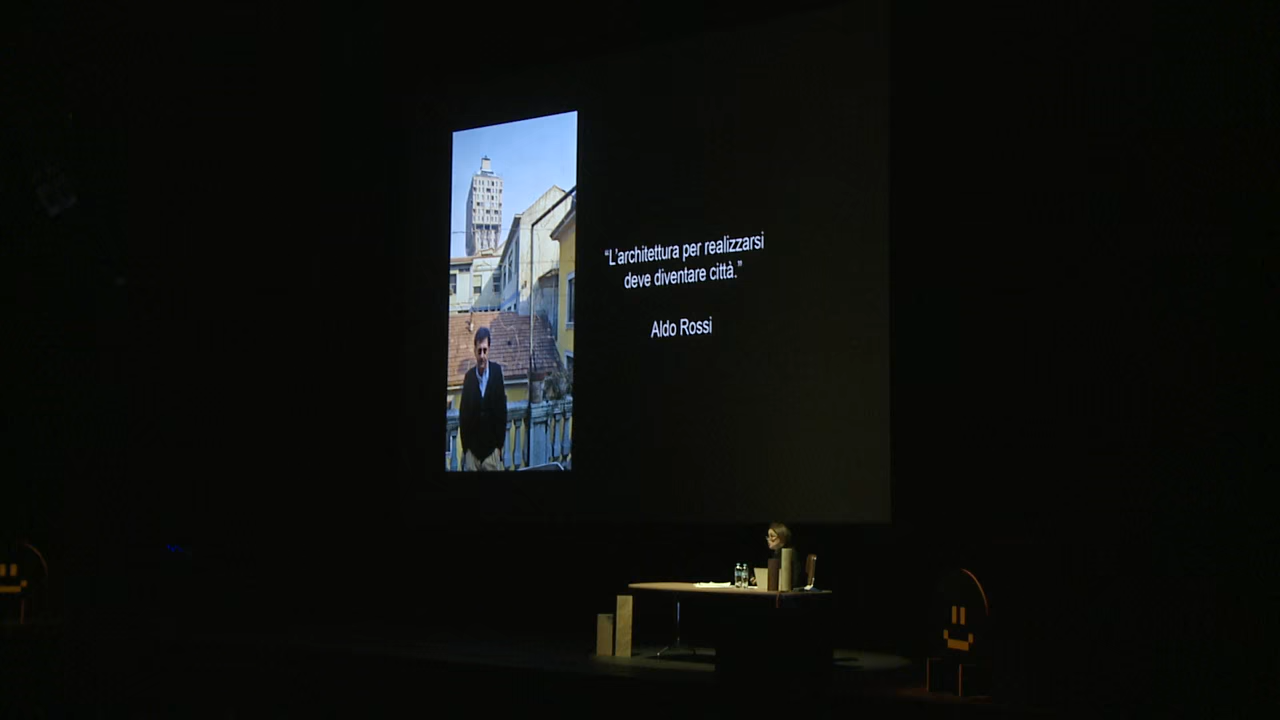 “L’architettura per realizzarsi
deve diventare città.”
Aldo Rossi